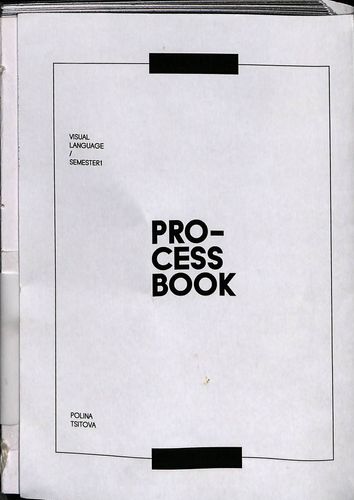 VISUAL
LANGUAGE
/
SEMESTER1
PRO-
CESS
BOOK
POLINA
TSITOVA